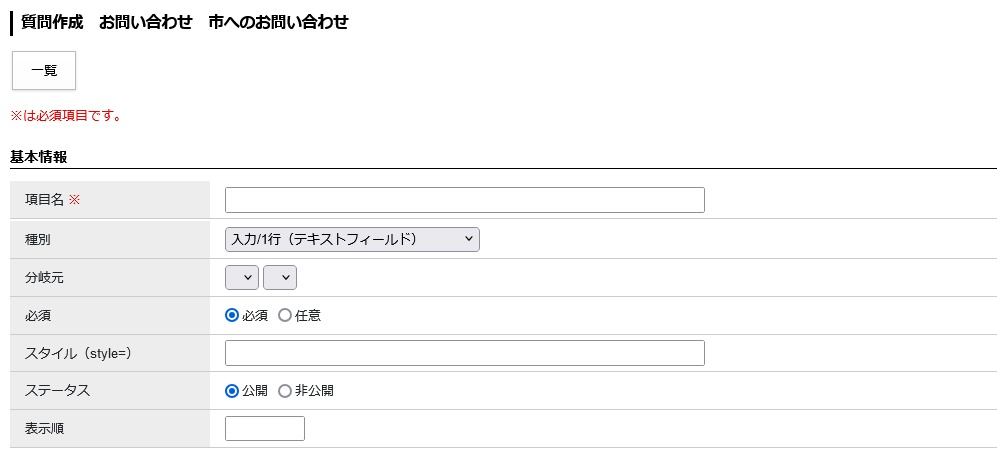 質問作成　お問い合わせ　市へのお問い合わせ
一覧
※は必須項目です。
基本情報
項目名 ※
種別 入力/1行（テキストフィールド）
分岐元
必須 必須 任意
スタイル（style=）
ステータス 公開 非公開
表示順